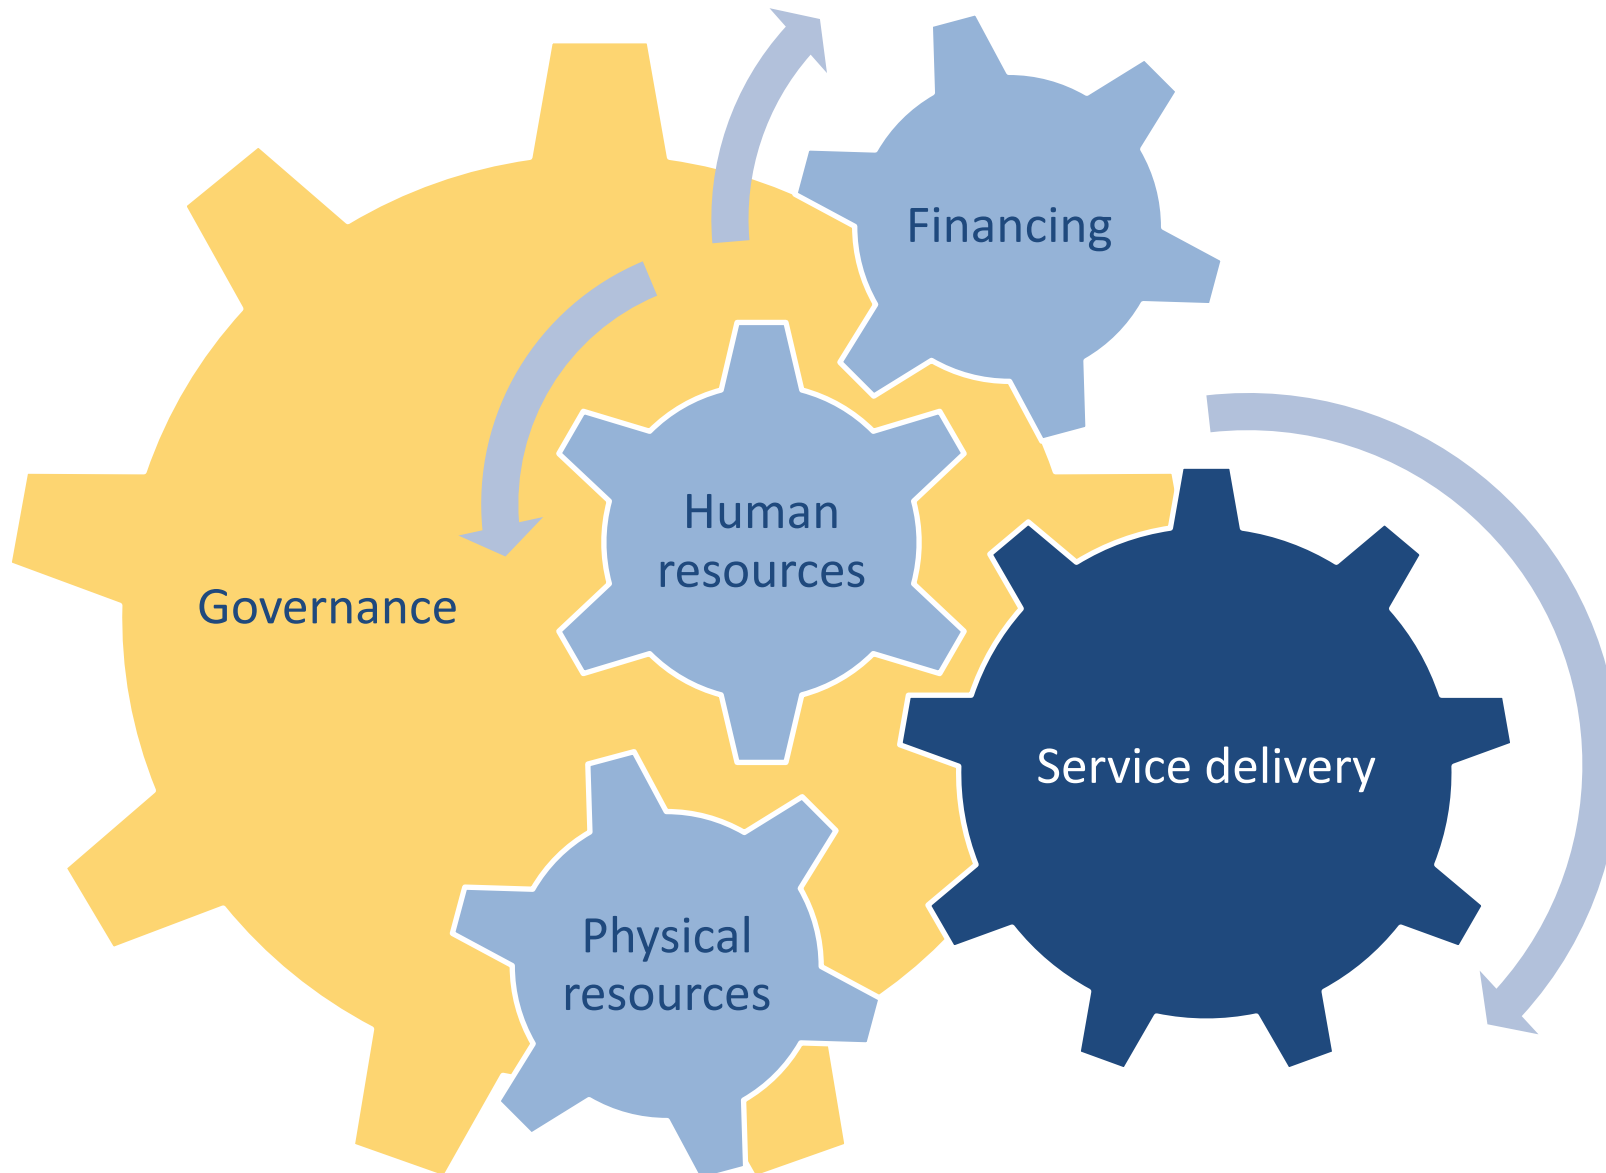 Financing
Human
resources
Governance
Service delivery
Physical
resources